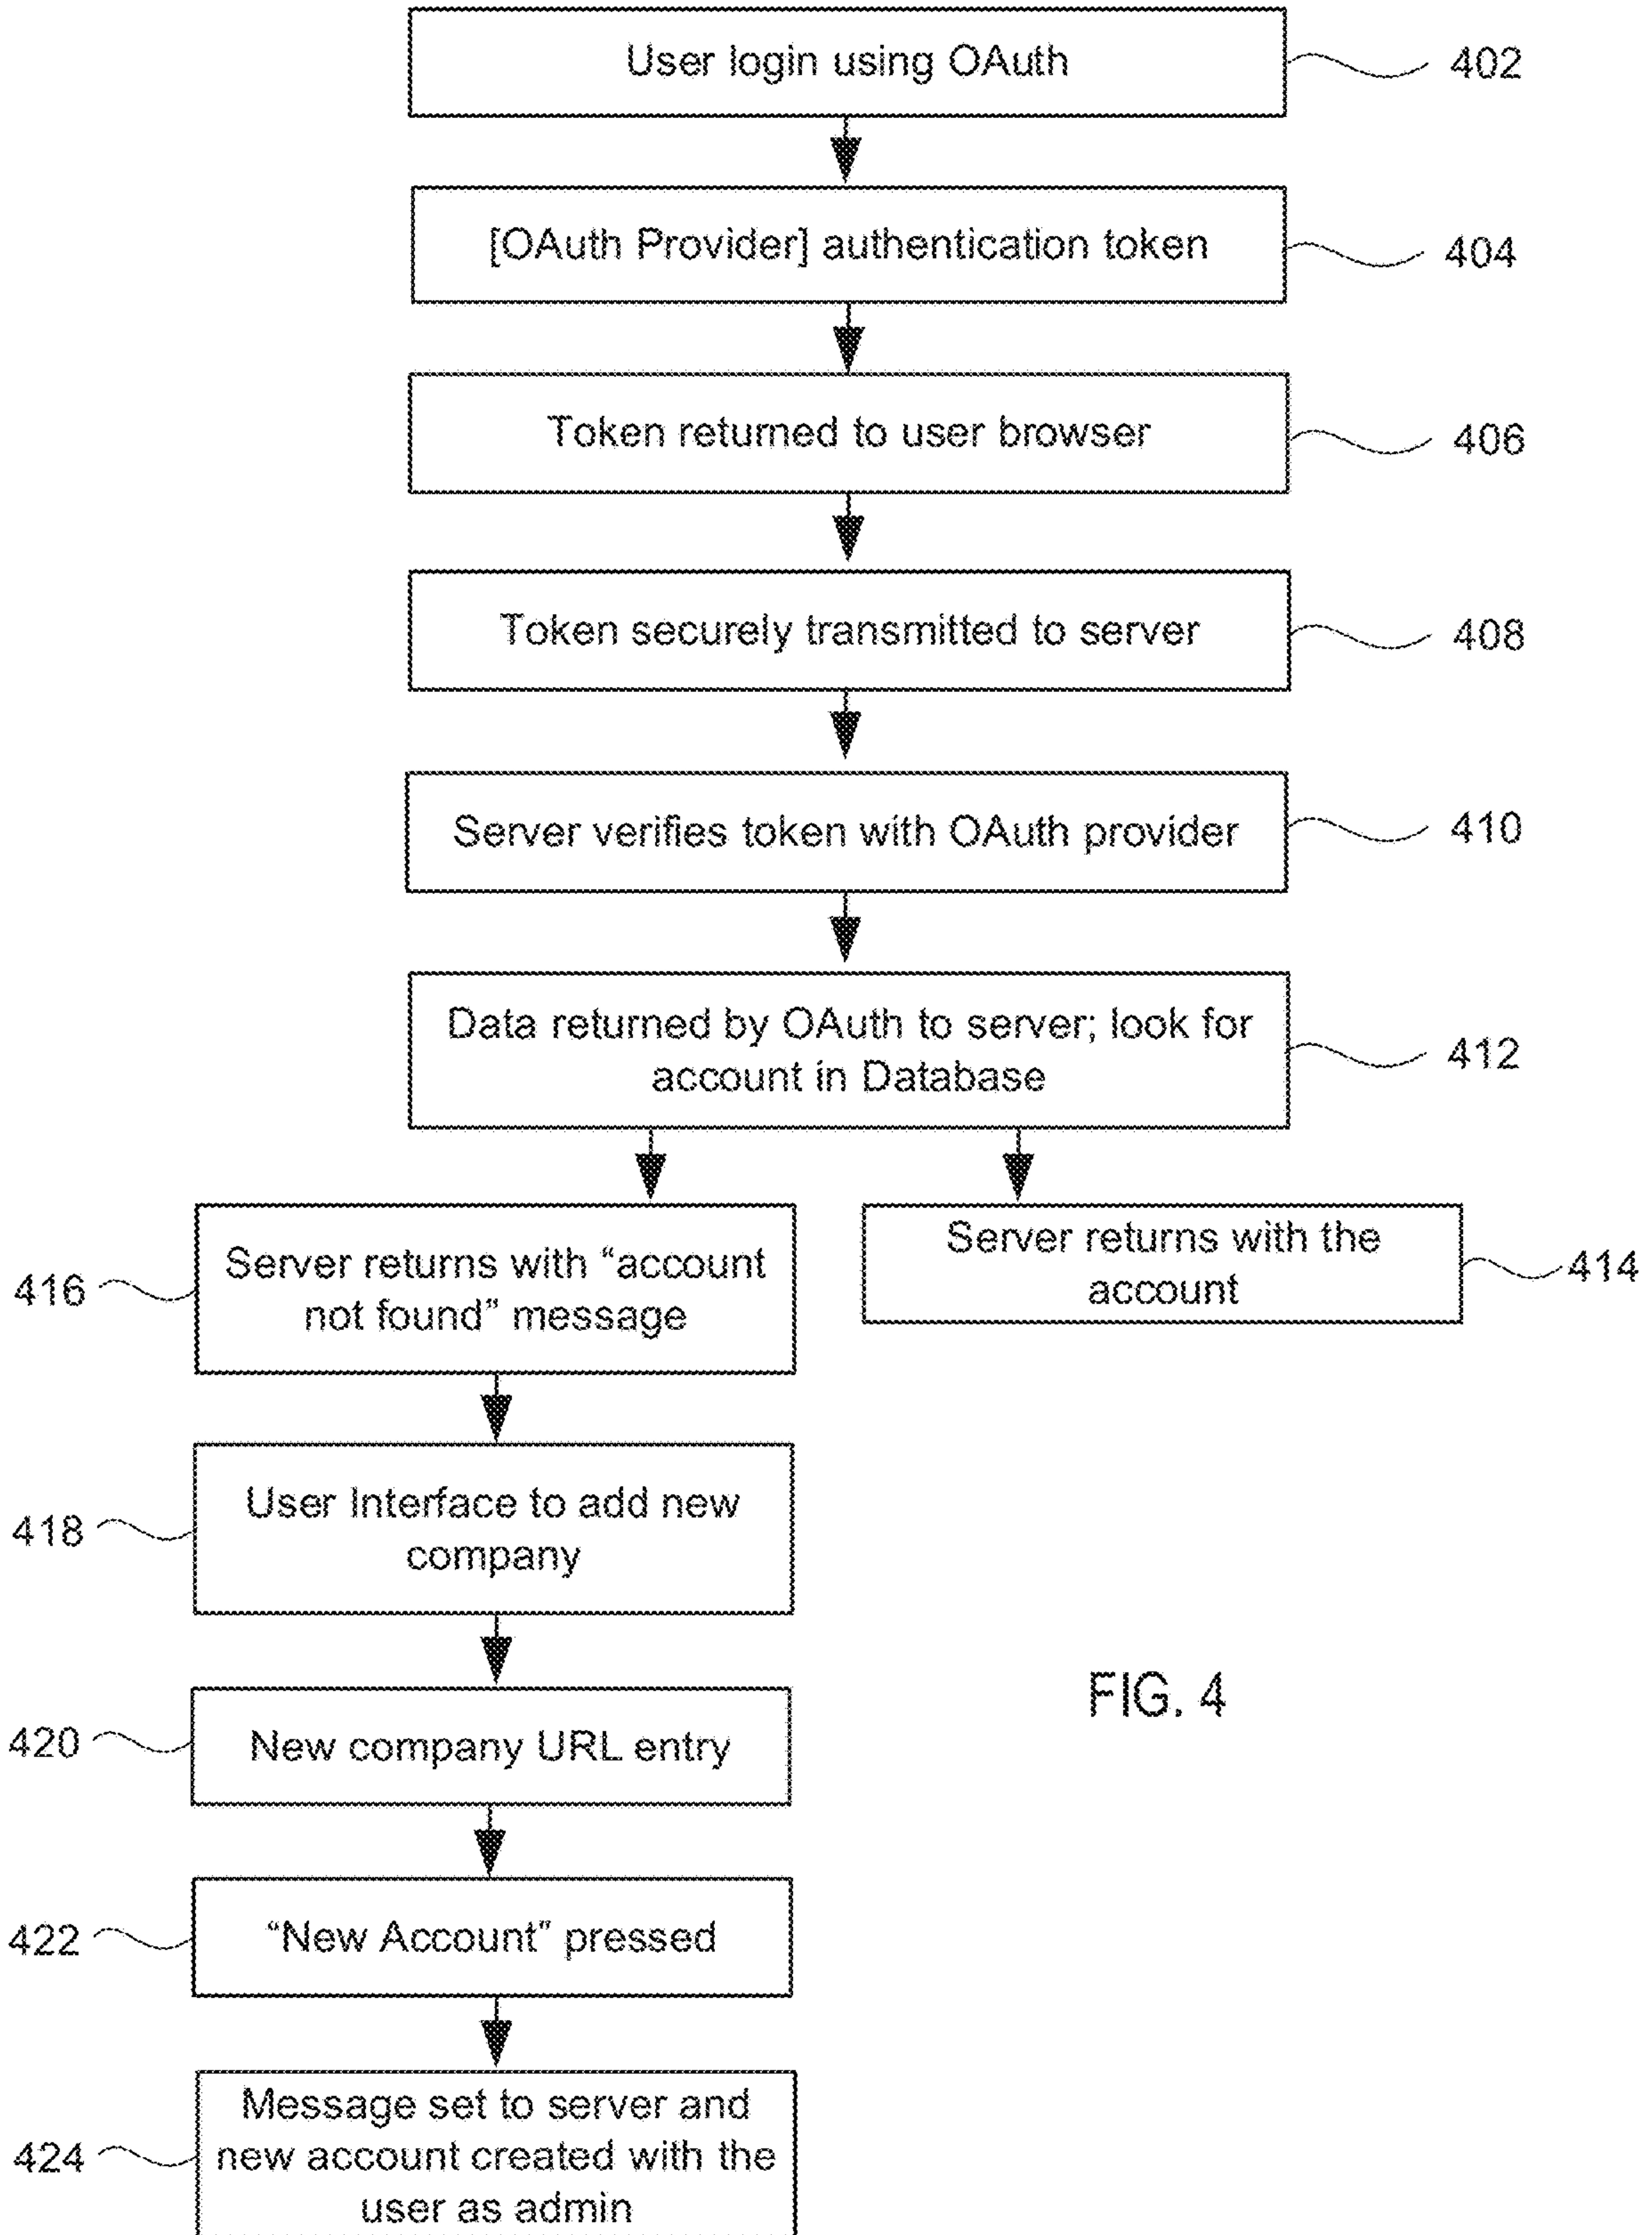 User login using OAuth
402
[OAuth Provider] authentication token
404
Token returned to user browser
406
Token securely transmitted to server
408
Server verifies token with OAuth provider
410
Data returned by OAuth to server; look for
account in Database
412
Server returns with “account
not found” message
416
Server returns with the
account
414
User Interface to add new
company
418
New company URL entry
420
FIG. 4
“New Account” pressed
422
Message set to server and
new account created with the
user as admin
424